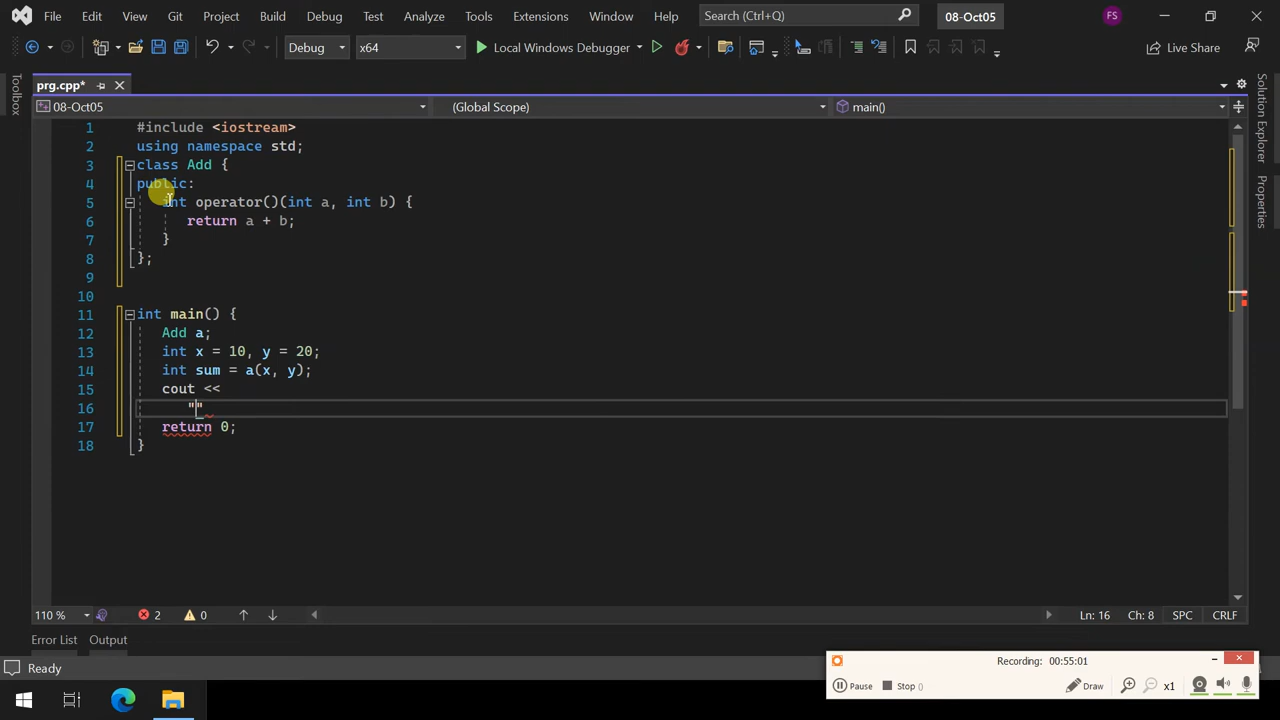 File Edit View Git Project Build Debug Test Analyze Tools Extensions Window Help Search (Ctrl+Q) 08-Oct05 FS
Debug x64 Local Windows Debugger Live Share
prg.cpp*
08-Oct05 (Global Scope) main()
1 #include <iostream>
2 using namespace std;
3 class Add {
4 public:
5 int operator()(int a, int b) {
6 return a + b;
7 }
8 };
9
10
11 int main() {
12 Add a;
13 int x = 10, y = 20;
14 int sum = a(x, y);
15 cout <<
16 ""
17 return 0;
18 }
110 % 2 0 Ln: 16 Ch: 8 SPC CRLF
Error List Output
Ready
Recording: 00:55:01
Pause Stop () Draw x1
Toolbox
Solution Explorer
Properties